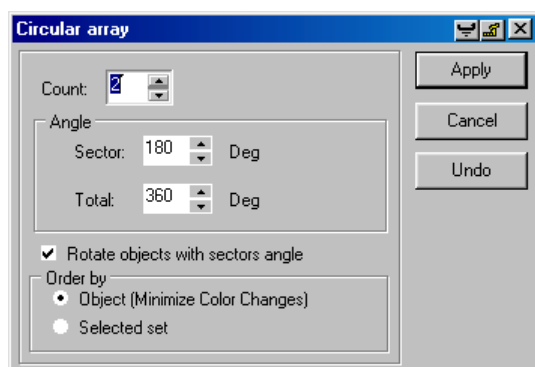 Circular array
Count: 2
Apply
Angle
Cancel
Sector: 180 Deg
Undo
Total: 360 Deg
Rotate objects with sectors angle
Order by
Object (Minimize Color Changes)
Selected set